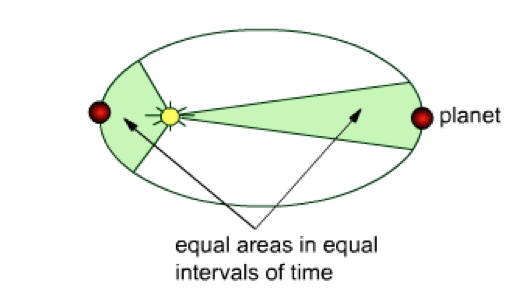 planet
equal areas in equal
intervals of time